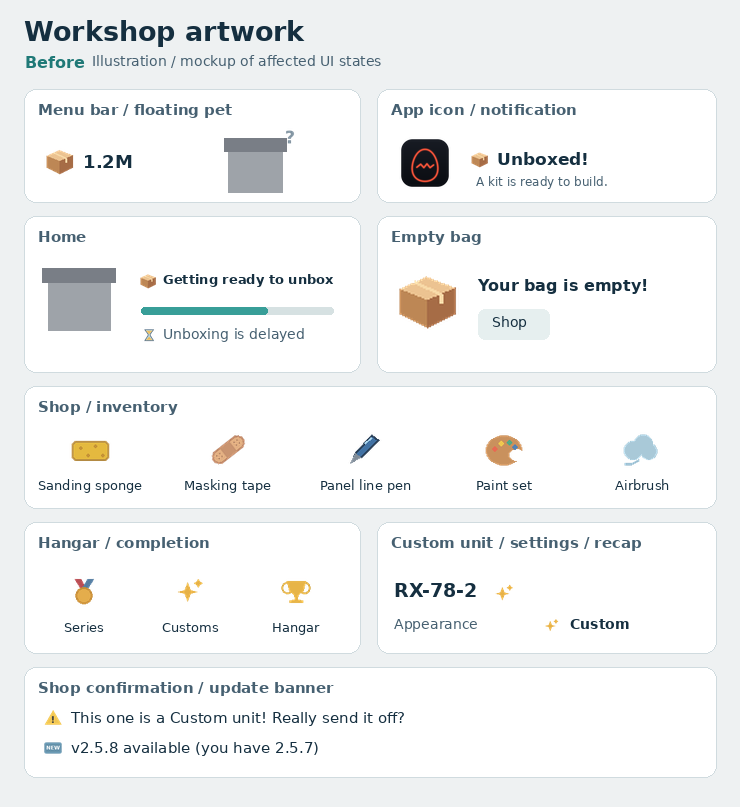 Workshop artwork
Before Illustration / mockup of affected UI states
Menu bar / floating pet
1.2M
?
App icon / notification
Unboxed!
A kit is ready to build.
Home
Getting ready to unbox
Unboxing is delayed
Empty bag
Your bag is empty!
Shop
Shop / inventory
Sanding sponge
Masking tape
Panel line pen
Paint set
Airbrush
Hangar / completion
Series
Customs
Hangar
Custom unit / settings / recap
RX-78-2
Appearance
Custom
Shop confirmation / update banner
! This one is a Custom unit! Really send it off?
NEW v2.5.8 available (you have 2.5.7)